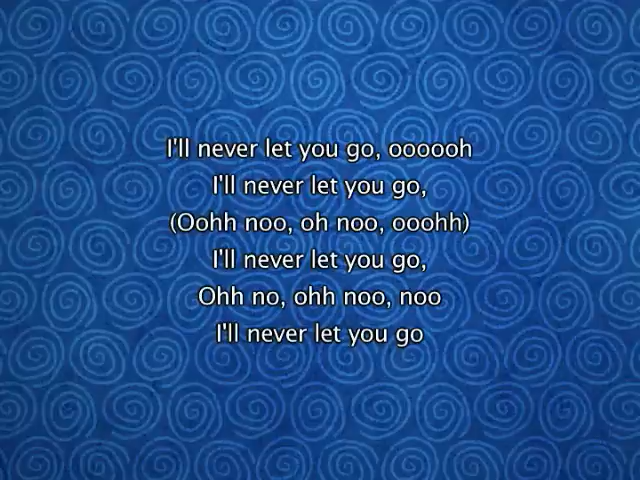 I'll never let you go, oooooh
I'll never let you go,
(Oohh noo, oh noo, ooohh)
I'll never let you go,
Ohh no, ohh noo, noo
I'll never let you go